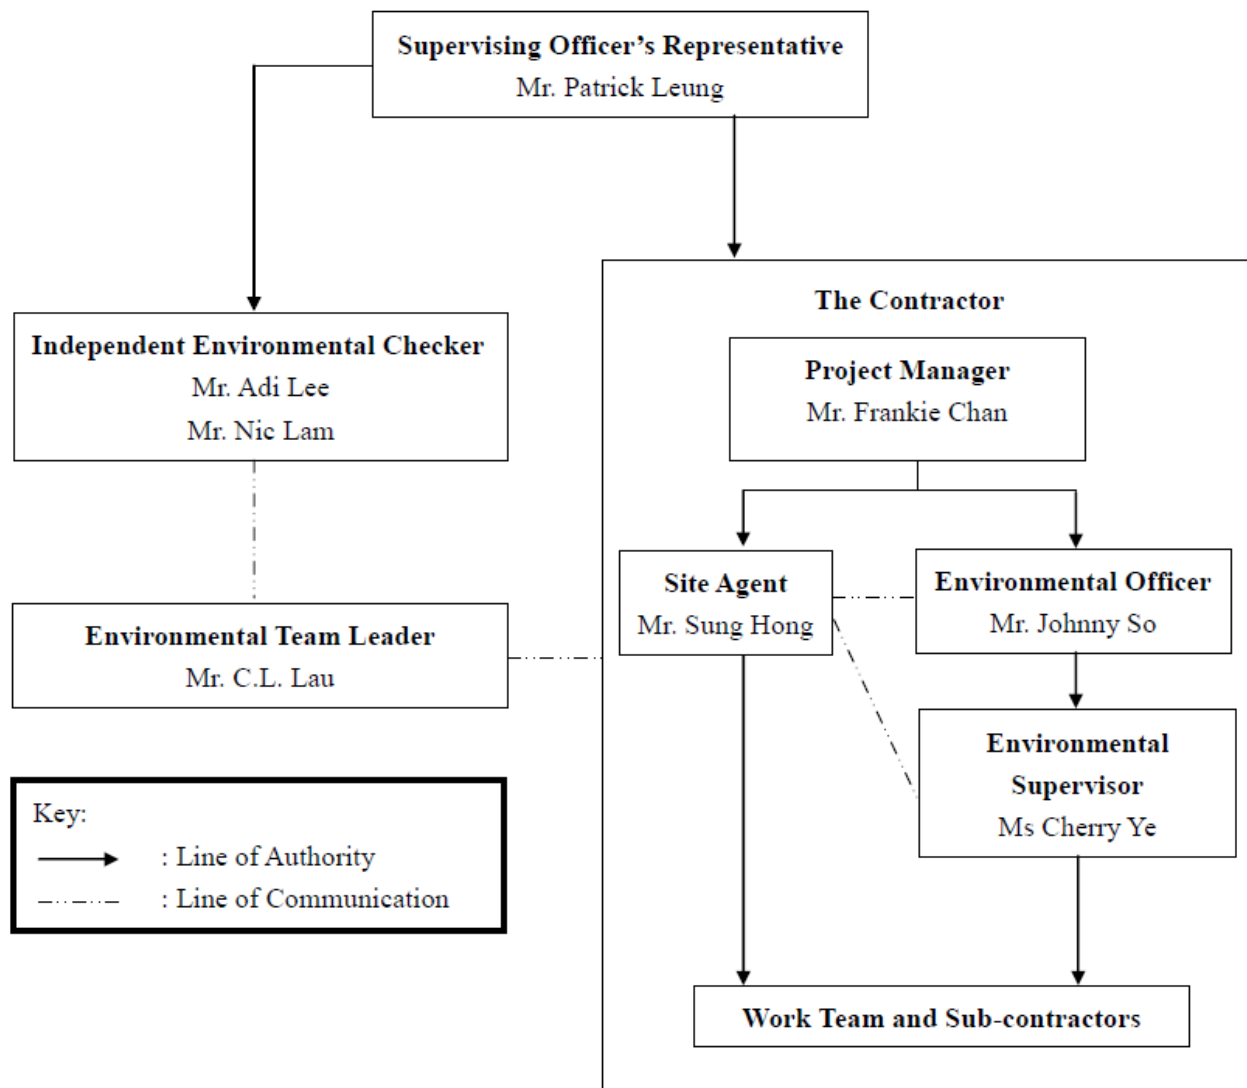 Supervising Officer’s Representative
Mr. Patrick Leung
The Contractor
Independent Environmental Checker
Mr. Adi Lee
Mr. Nic Lam
Project Manager
Mr. Frankie Chan
Site Agent
Mr. Sung Hong
Environmental Officer
Mr. Johnny So
Environmental Team Leader
Mr. C.L. Lau
Environmental
Supervisor
Ms Cherry Ye
Key:
: Line of Authority
: Line of Communication
Work Team and Sub-contractors